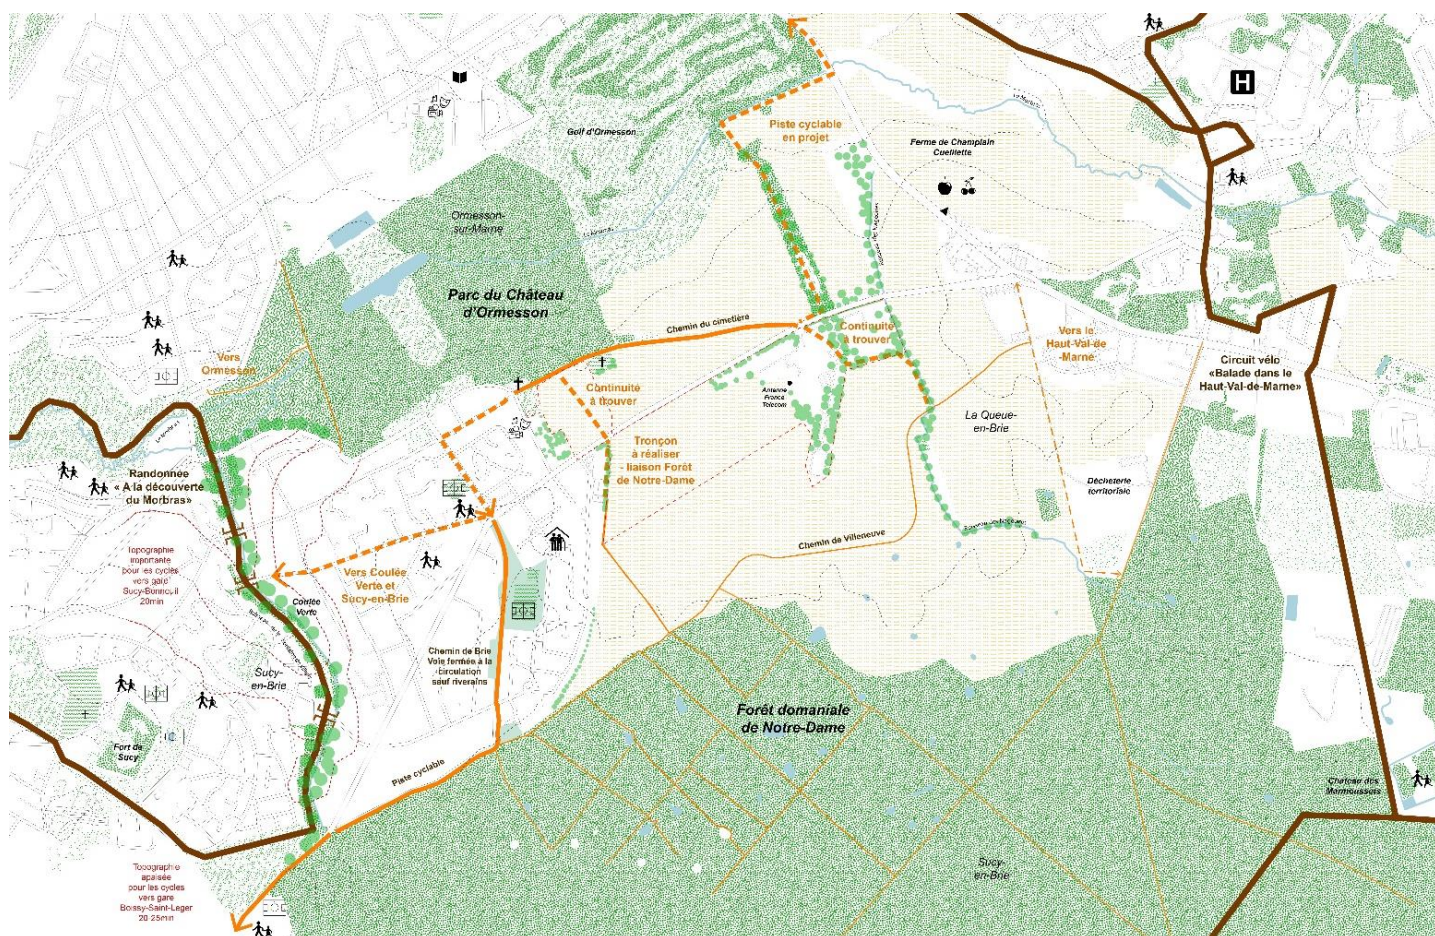 H
Piste cyclable
en projet
Golf d'Ormesson
Ferme de Champlain
Cueillette
Ormesson-
sur-Marne
Parc du Château
d'Ormesson
Chemin du cimetière
Continuité
à trouver
Vers le
Haut-Val-de
-Marne
Circuit vélo
«Balade dans le
Haut-Val-de-Marne»
Vers
Ormesson
Continuité
à trouver
Antenne
France
Telecom
La Queue-
en-Brie
Tronçon
à réaliser
- liaison Forêt
de Notre-Dame
Randonnée
« A la découverte
du Morbras»
Déchèterie
territoriale
Chemin de Villeneuve
Topographie
importante
pour les cycles
vers gare
Sucy-Bonneuil
20min
Vers Coulée
Verte et
Sucy-en-Brie
Coulée
Verte
Chemin de Brie
Voie fermée à la
circulation
sauf riverains
Sucy-
en-Brie
Forêt domaniale
de Notre-Dame
Fort de
Sucy
Piste cyclable
Chateau des
Marmousets
Topographie
apaisée
pour les cycles
vers gare
Boissy-Saint-Leger
20-25min
Sucy-
en-Brie